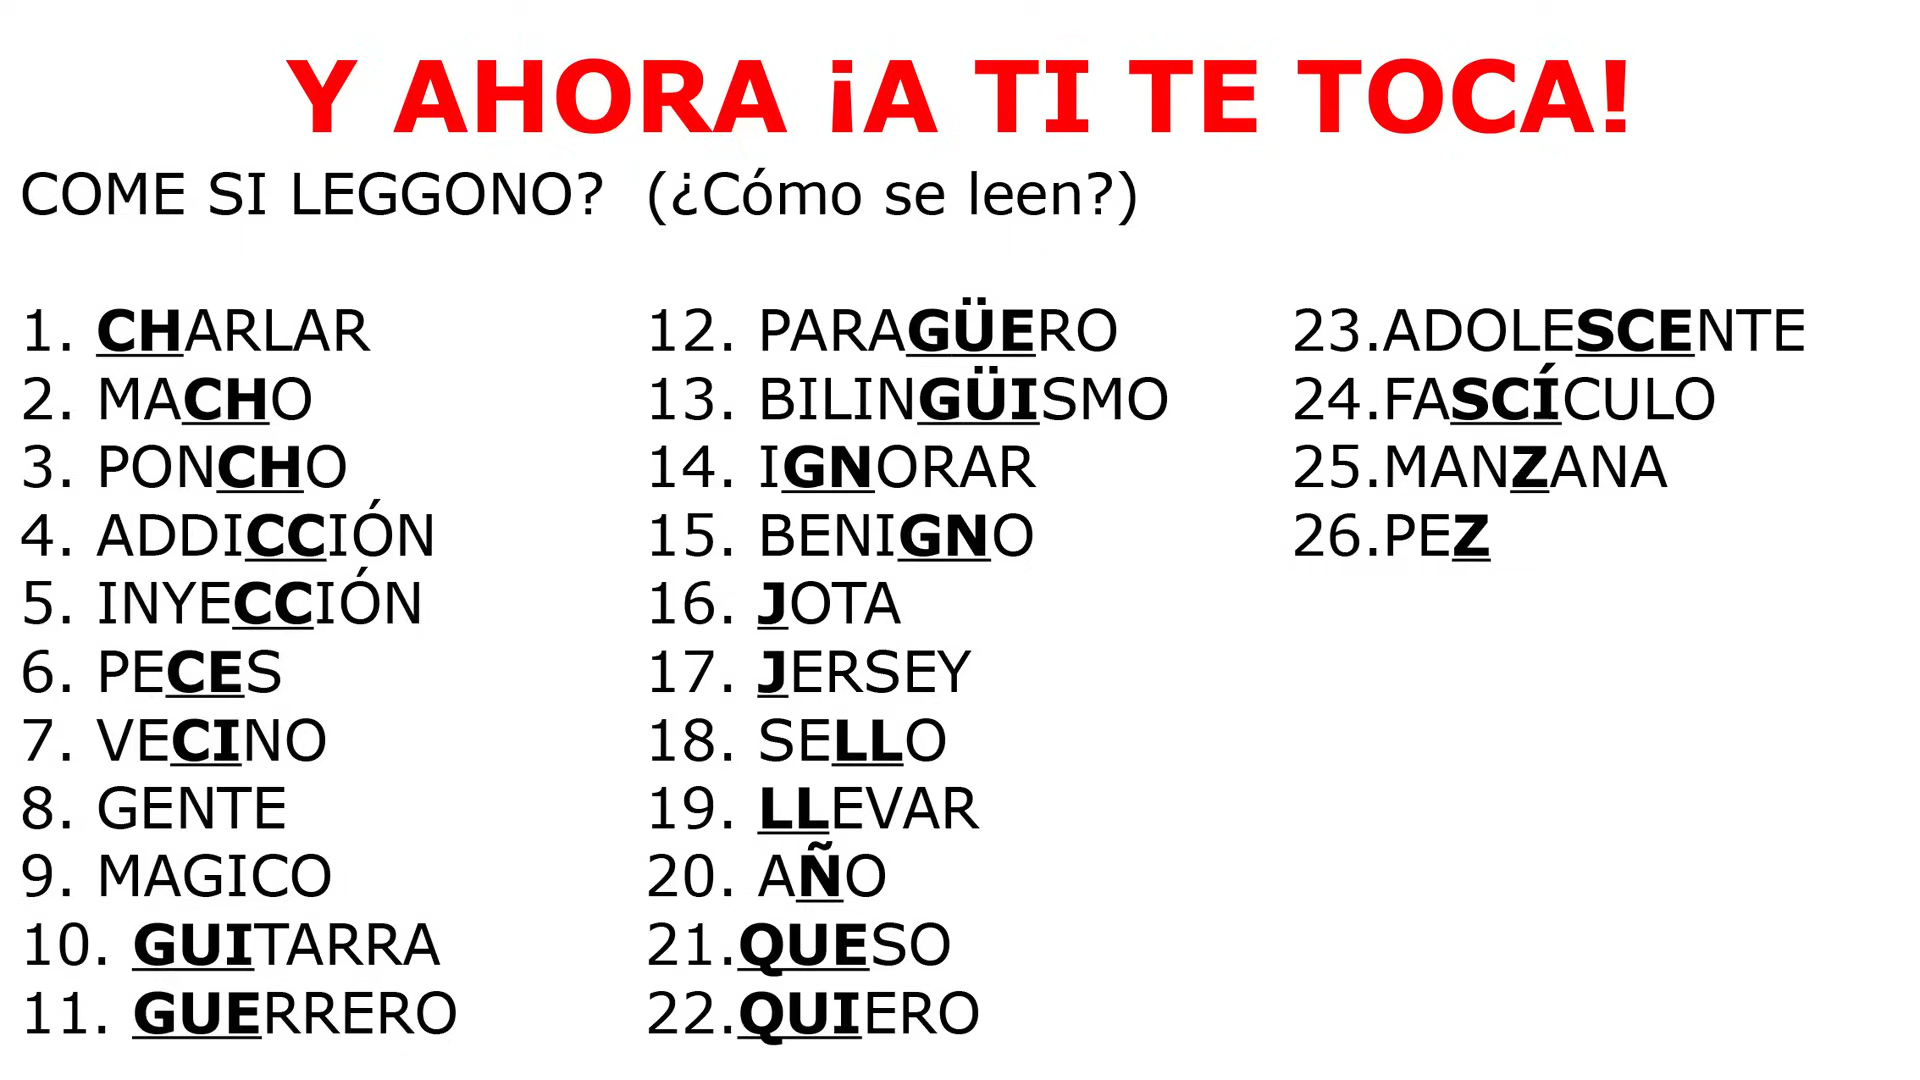 Y AHORA ¡A TI TE TOCA!
COME SI LEGGONO? (¿Cómo se leen?)
1. CHARLAR
2. MACHO
3. PONCHO
4. ADDICCIÓN
5. INYECCIÓN
6. PECES
7. VECINO
8. GENTE
9. MAGICO
10. GUITARRA
11. GUERRERO
12. PARAGÜERO
13. BILINGÜISMO
14. IGNORAR
15. BENIGNO
16. JOTA
17. JERSEY
18. SELLO
19. LLEVAR
20. AÑO
21.QUESO
22.QUIERO
23.ADOLESCENTE
24.FASCÍCULO
25.MANZANA
26.PEZ